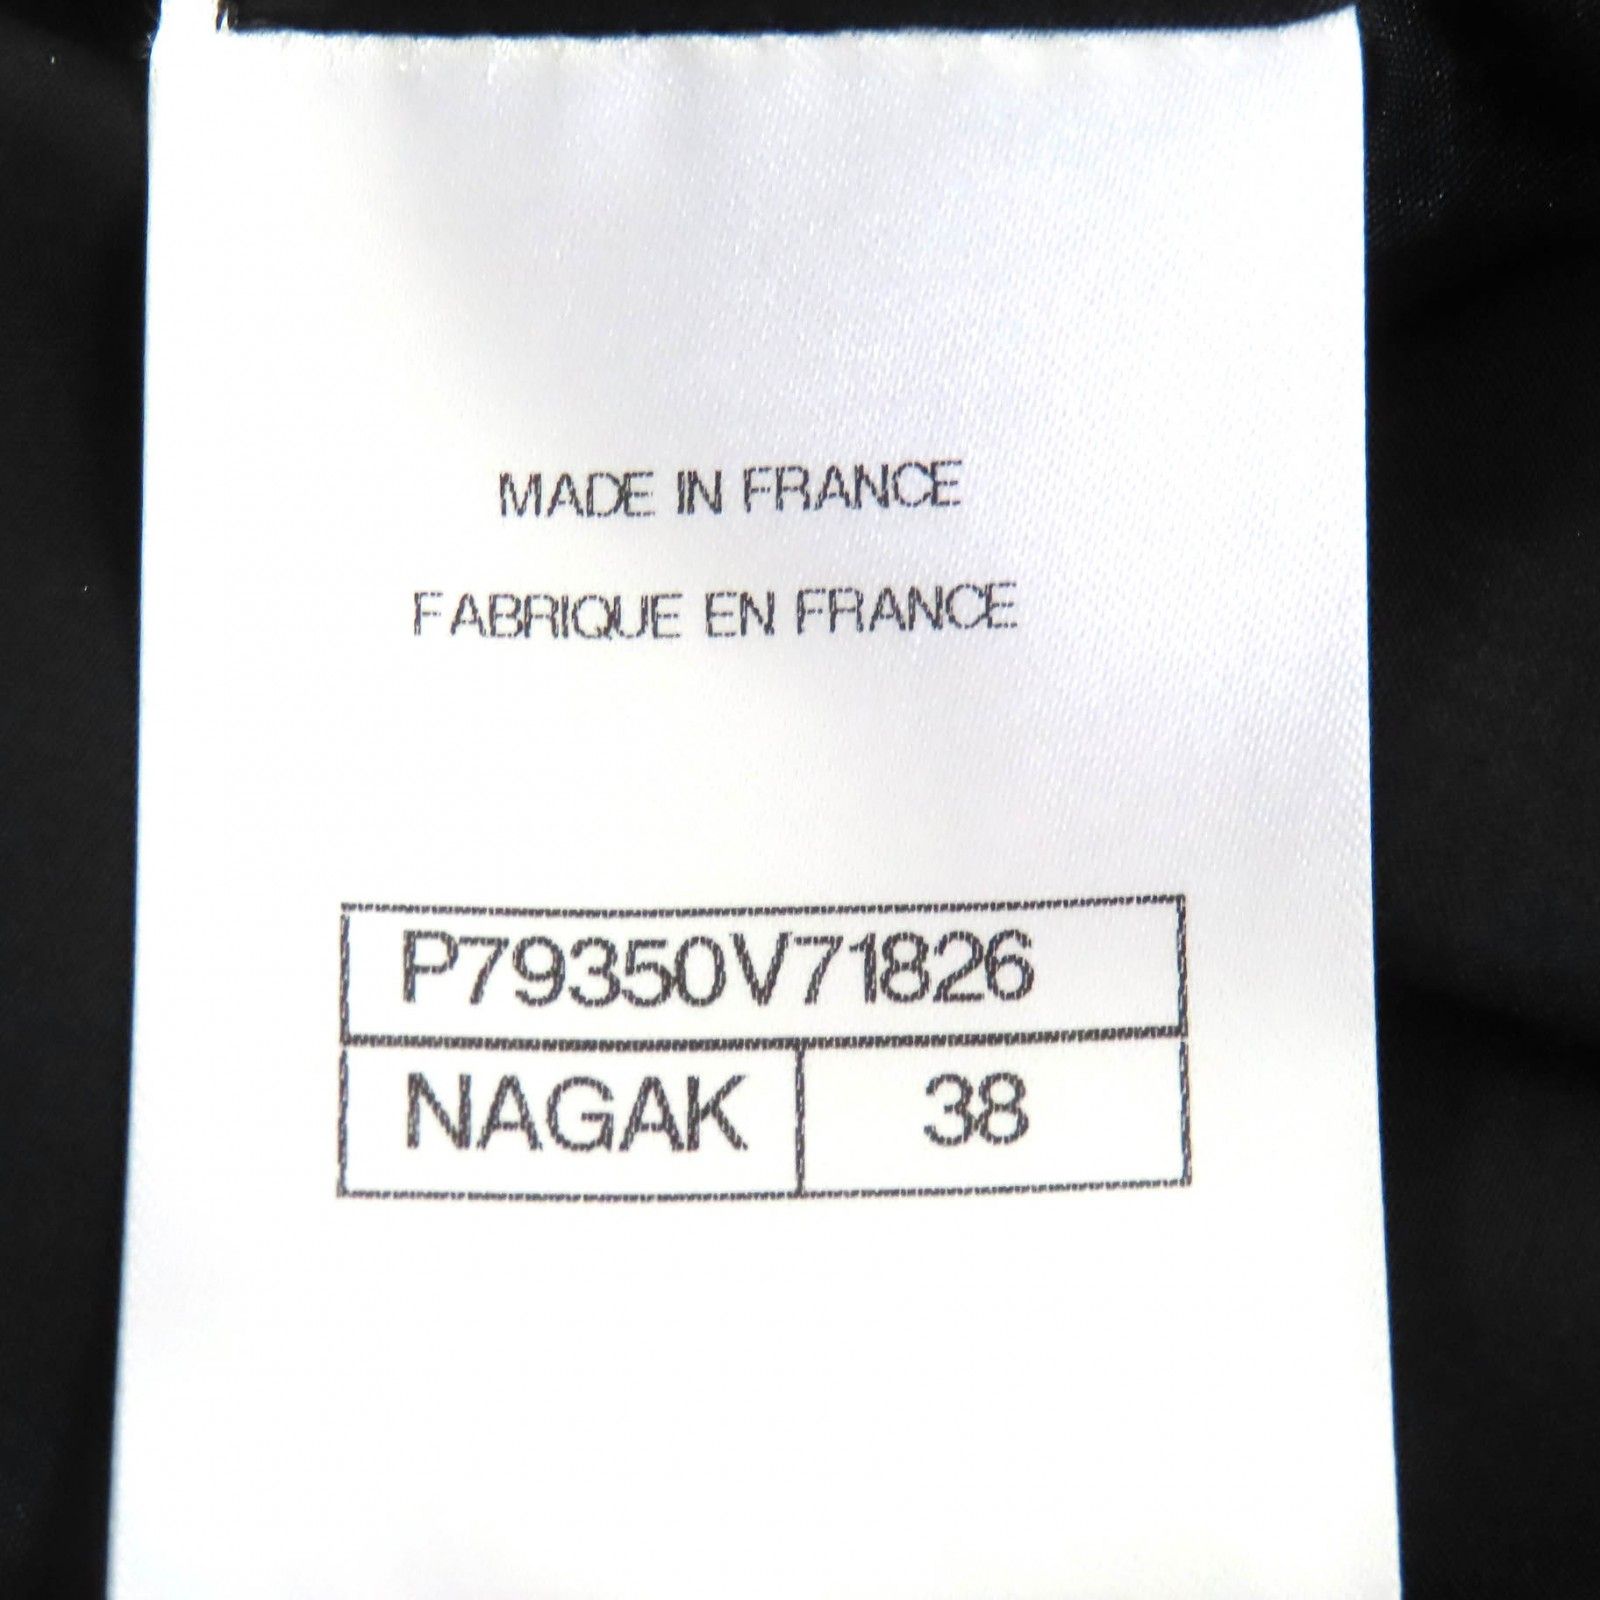 MADE IN FRANCE
FABRIQUE EN FRANCE
P79350V71826
NAGAK 38